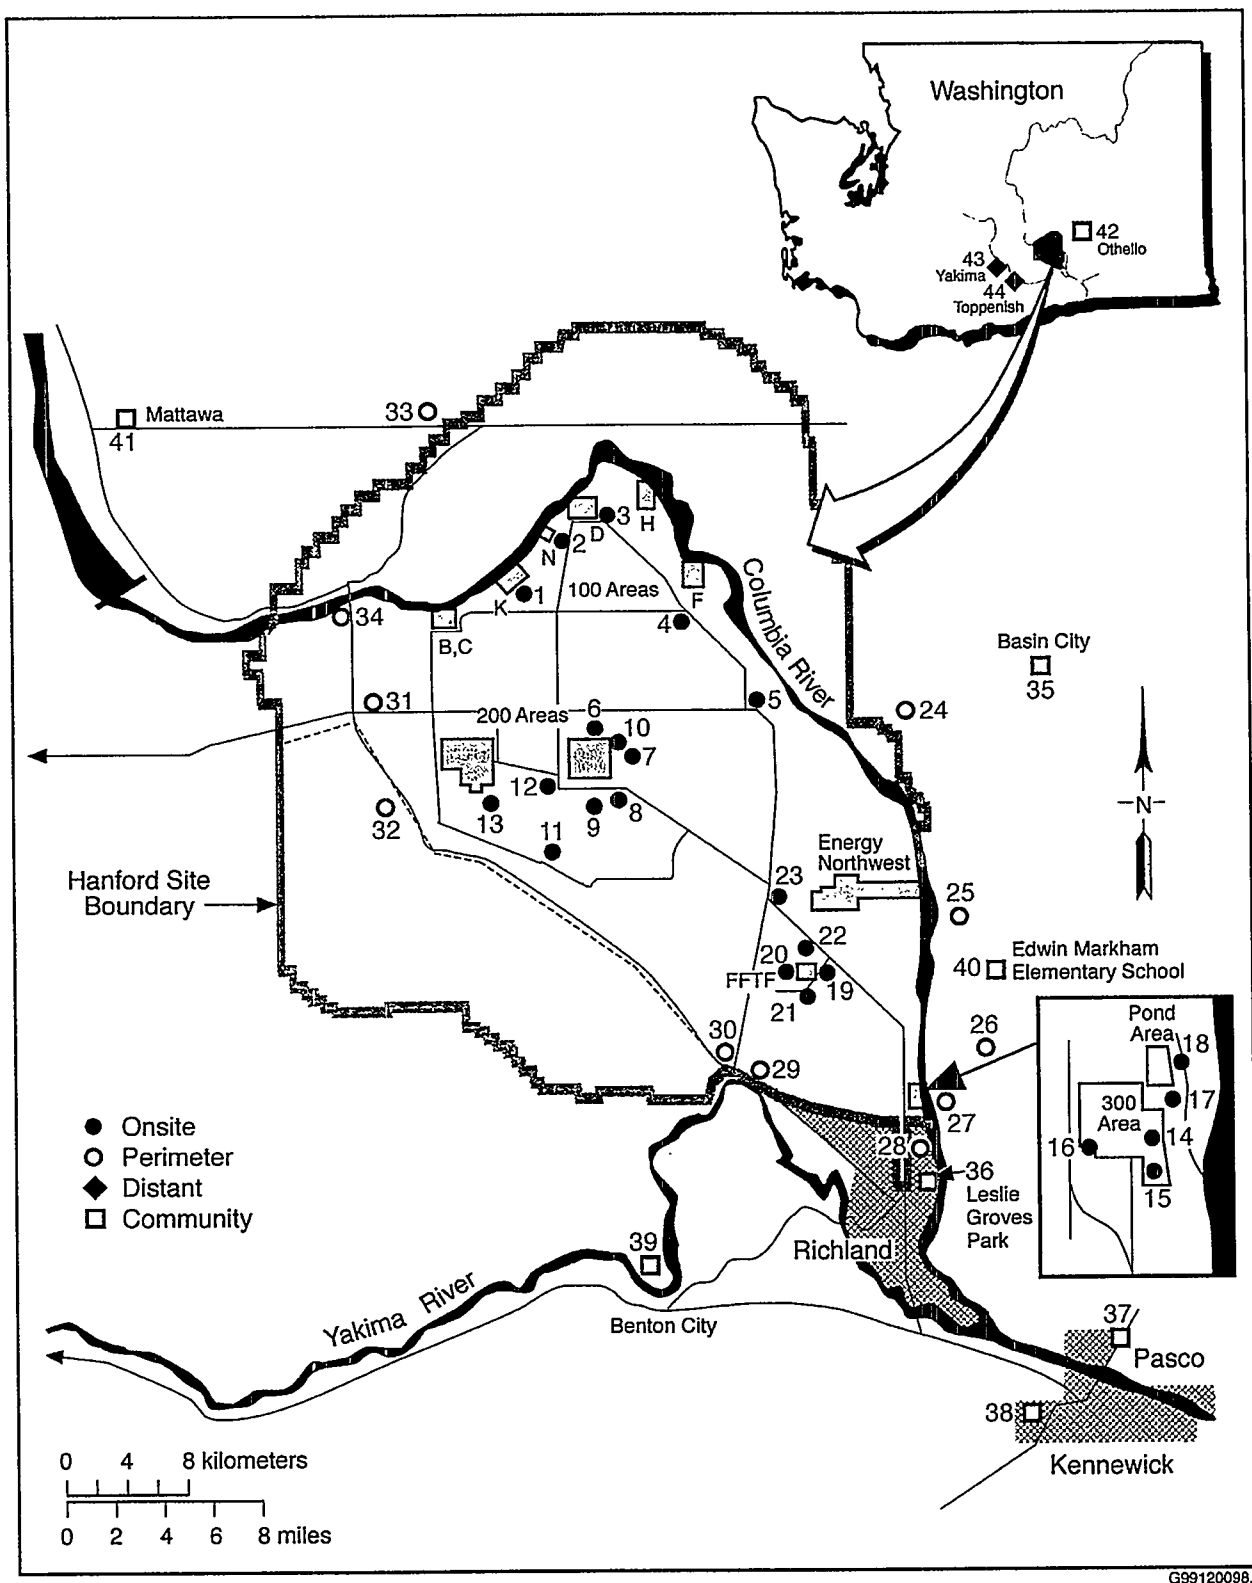 Washington
42
Othello
43
Yakima
44
Toppenish
Mattawa
41
33
3
H
D
2
N
1
K
100 Areas
F
4
34
B,C
Columbia River
Basin City
35
31
5
24
200 Areas
6
10
7
12
13
9
8
32
11
N
Energy
Northwest
Hanford Site
Boundary
23
25
22
20
FFTF
19
21
40
Edwin Markham
Elementary School
30
29
26
27
28
36
Leslie
Groves
Park
Pond
Area
18
17
300
Area
14
16
15
Onsite
Perimeter
Distant
Community
39
Richland
Yakima River
Benton City
37
Pasco
38
Kennewick
0 4 8 kilometers
0 2 4 6 8 miles
G99120098.